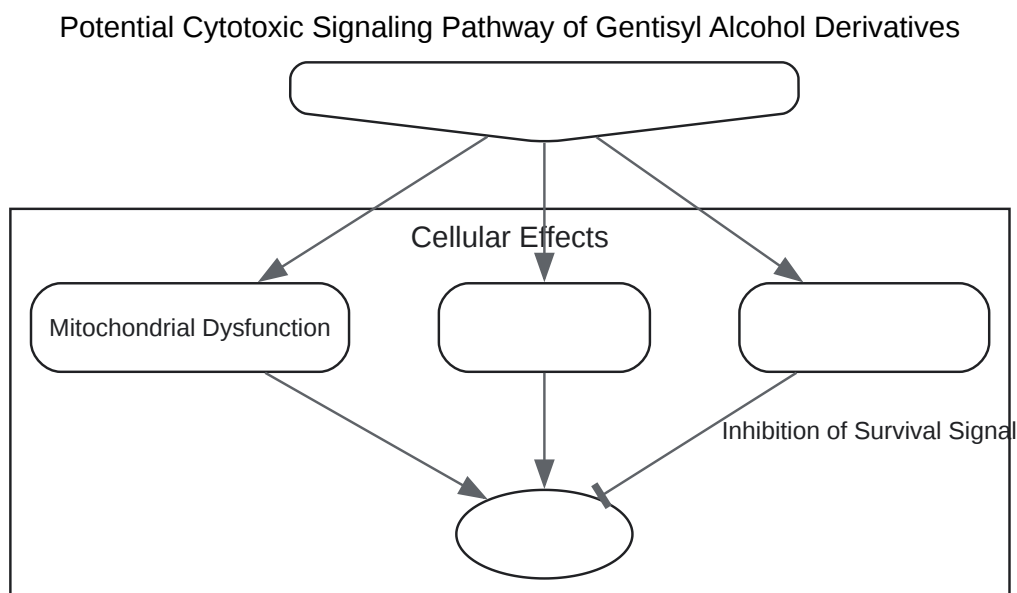 Potential Cytotoxic Signaling Pathway of Gentisyl Alcohol Derivatives
Cellular Effects
Mitochondrial Dysfunction
Inhibition of Survival Signal